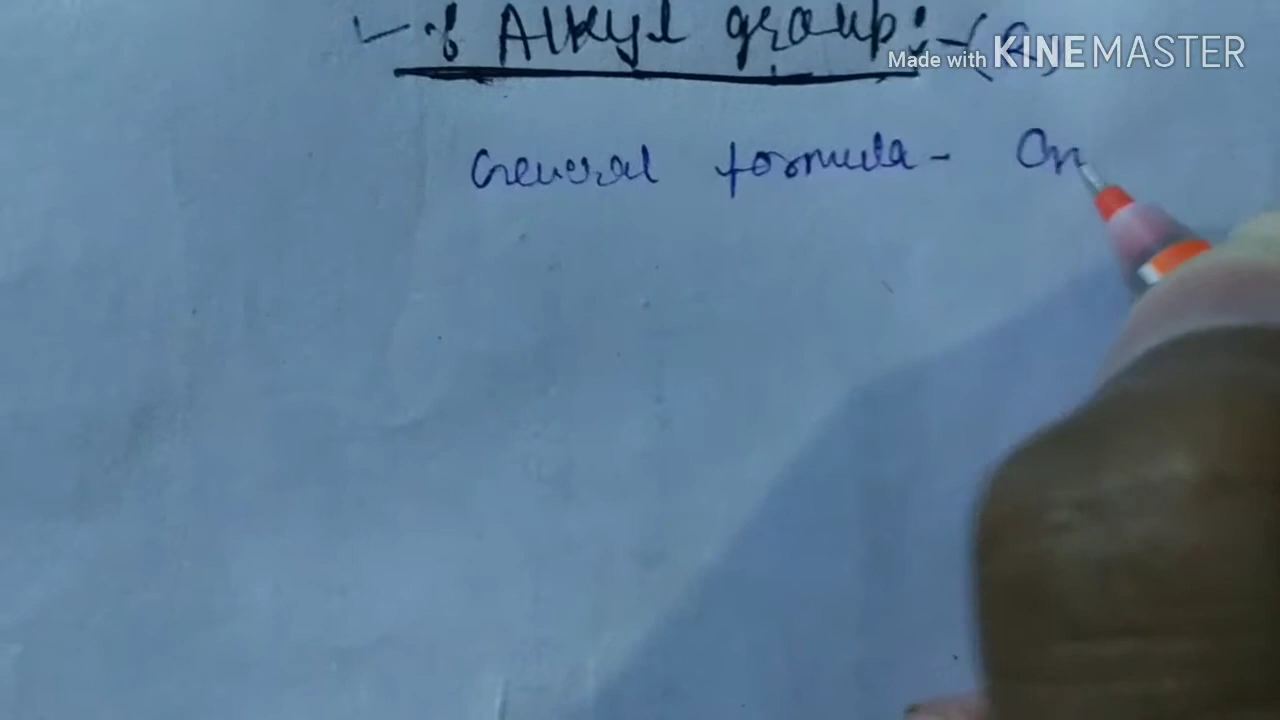 Alkyl group:-(R)
Made with KINEMASTER
General formula - Cn